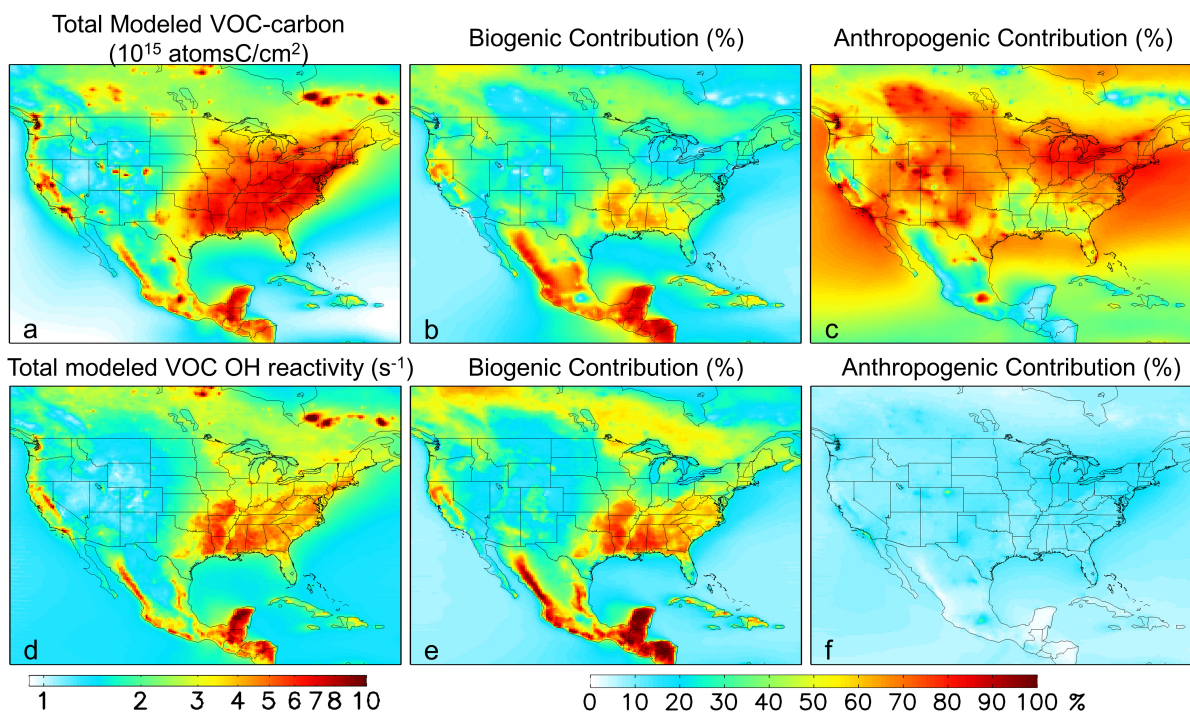 Total Modeled VOC-carbon
(10¹⁵ atomsC/cm²)
Biogenic Contribution (%)
Anthropogenic Contribution (%)
a
b
c
Total modeled VOC OH reactivity (s⁻¹)
Biogenic Contribution (%)
Anthropogenic Contribution (%)
d
e
f
1 2 3 4 5 6 7 8 10
0 10 20 30 40 50 60 70 80 90 100 %